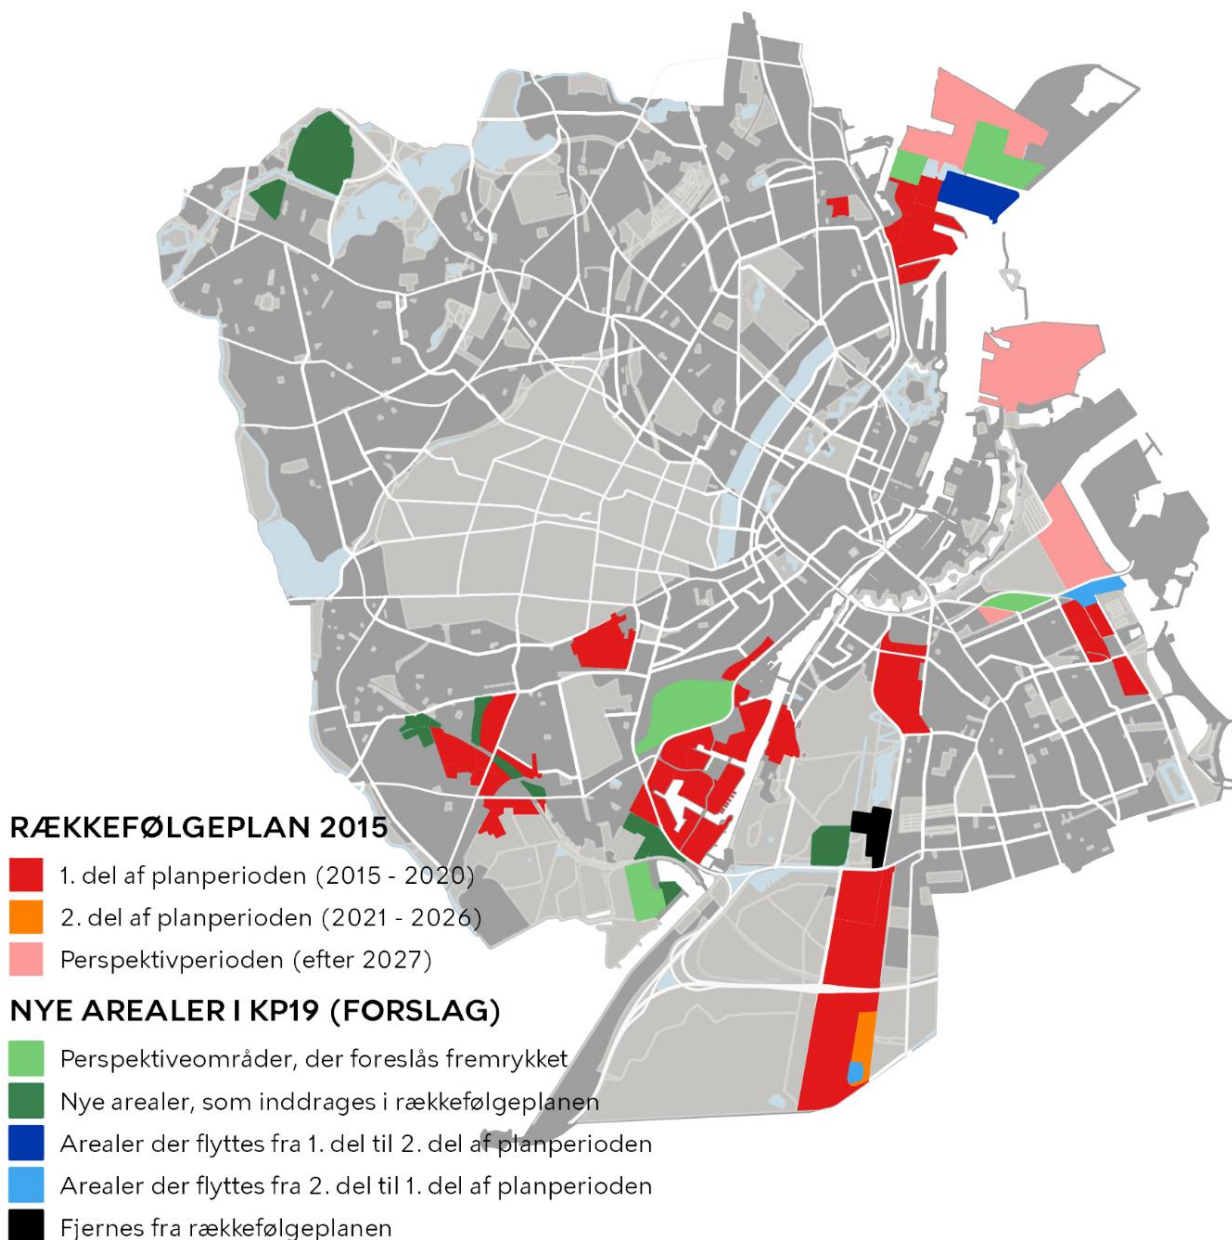 RÆKKEFØLGEPLAN 2015
1. del af planperioden (2015 - 2020)
2. del af planperioden (2021 - 2026)
Perspektivperioden (efter 2027)
NYE AREALER I KP19 (FORSLAG)
Perspektiveområder, der foreslås fremrykket
Nye arealer, som inddrages i rækkefølgeplanen
Arealer der flyttes fra 1. del til 2. del af planperioden
Arealer der flyttes fra 2. del til 1. del af planperioden
Fjernes fra rækkefølgeplanen